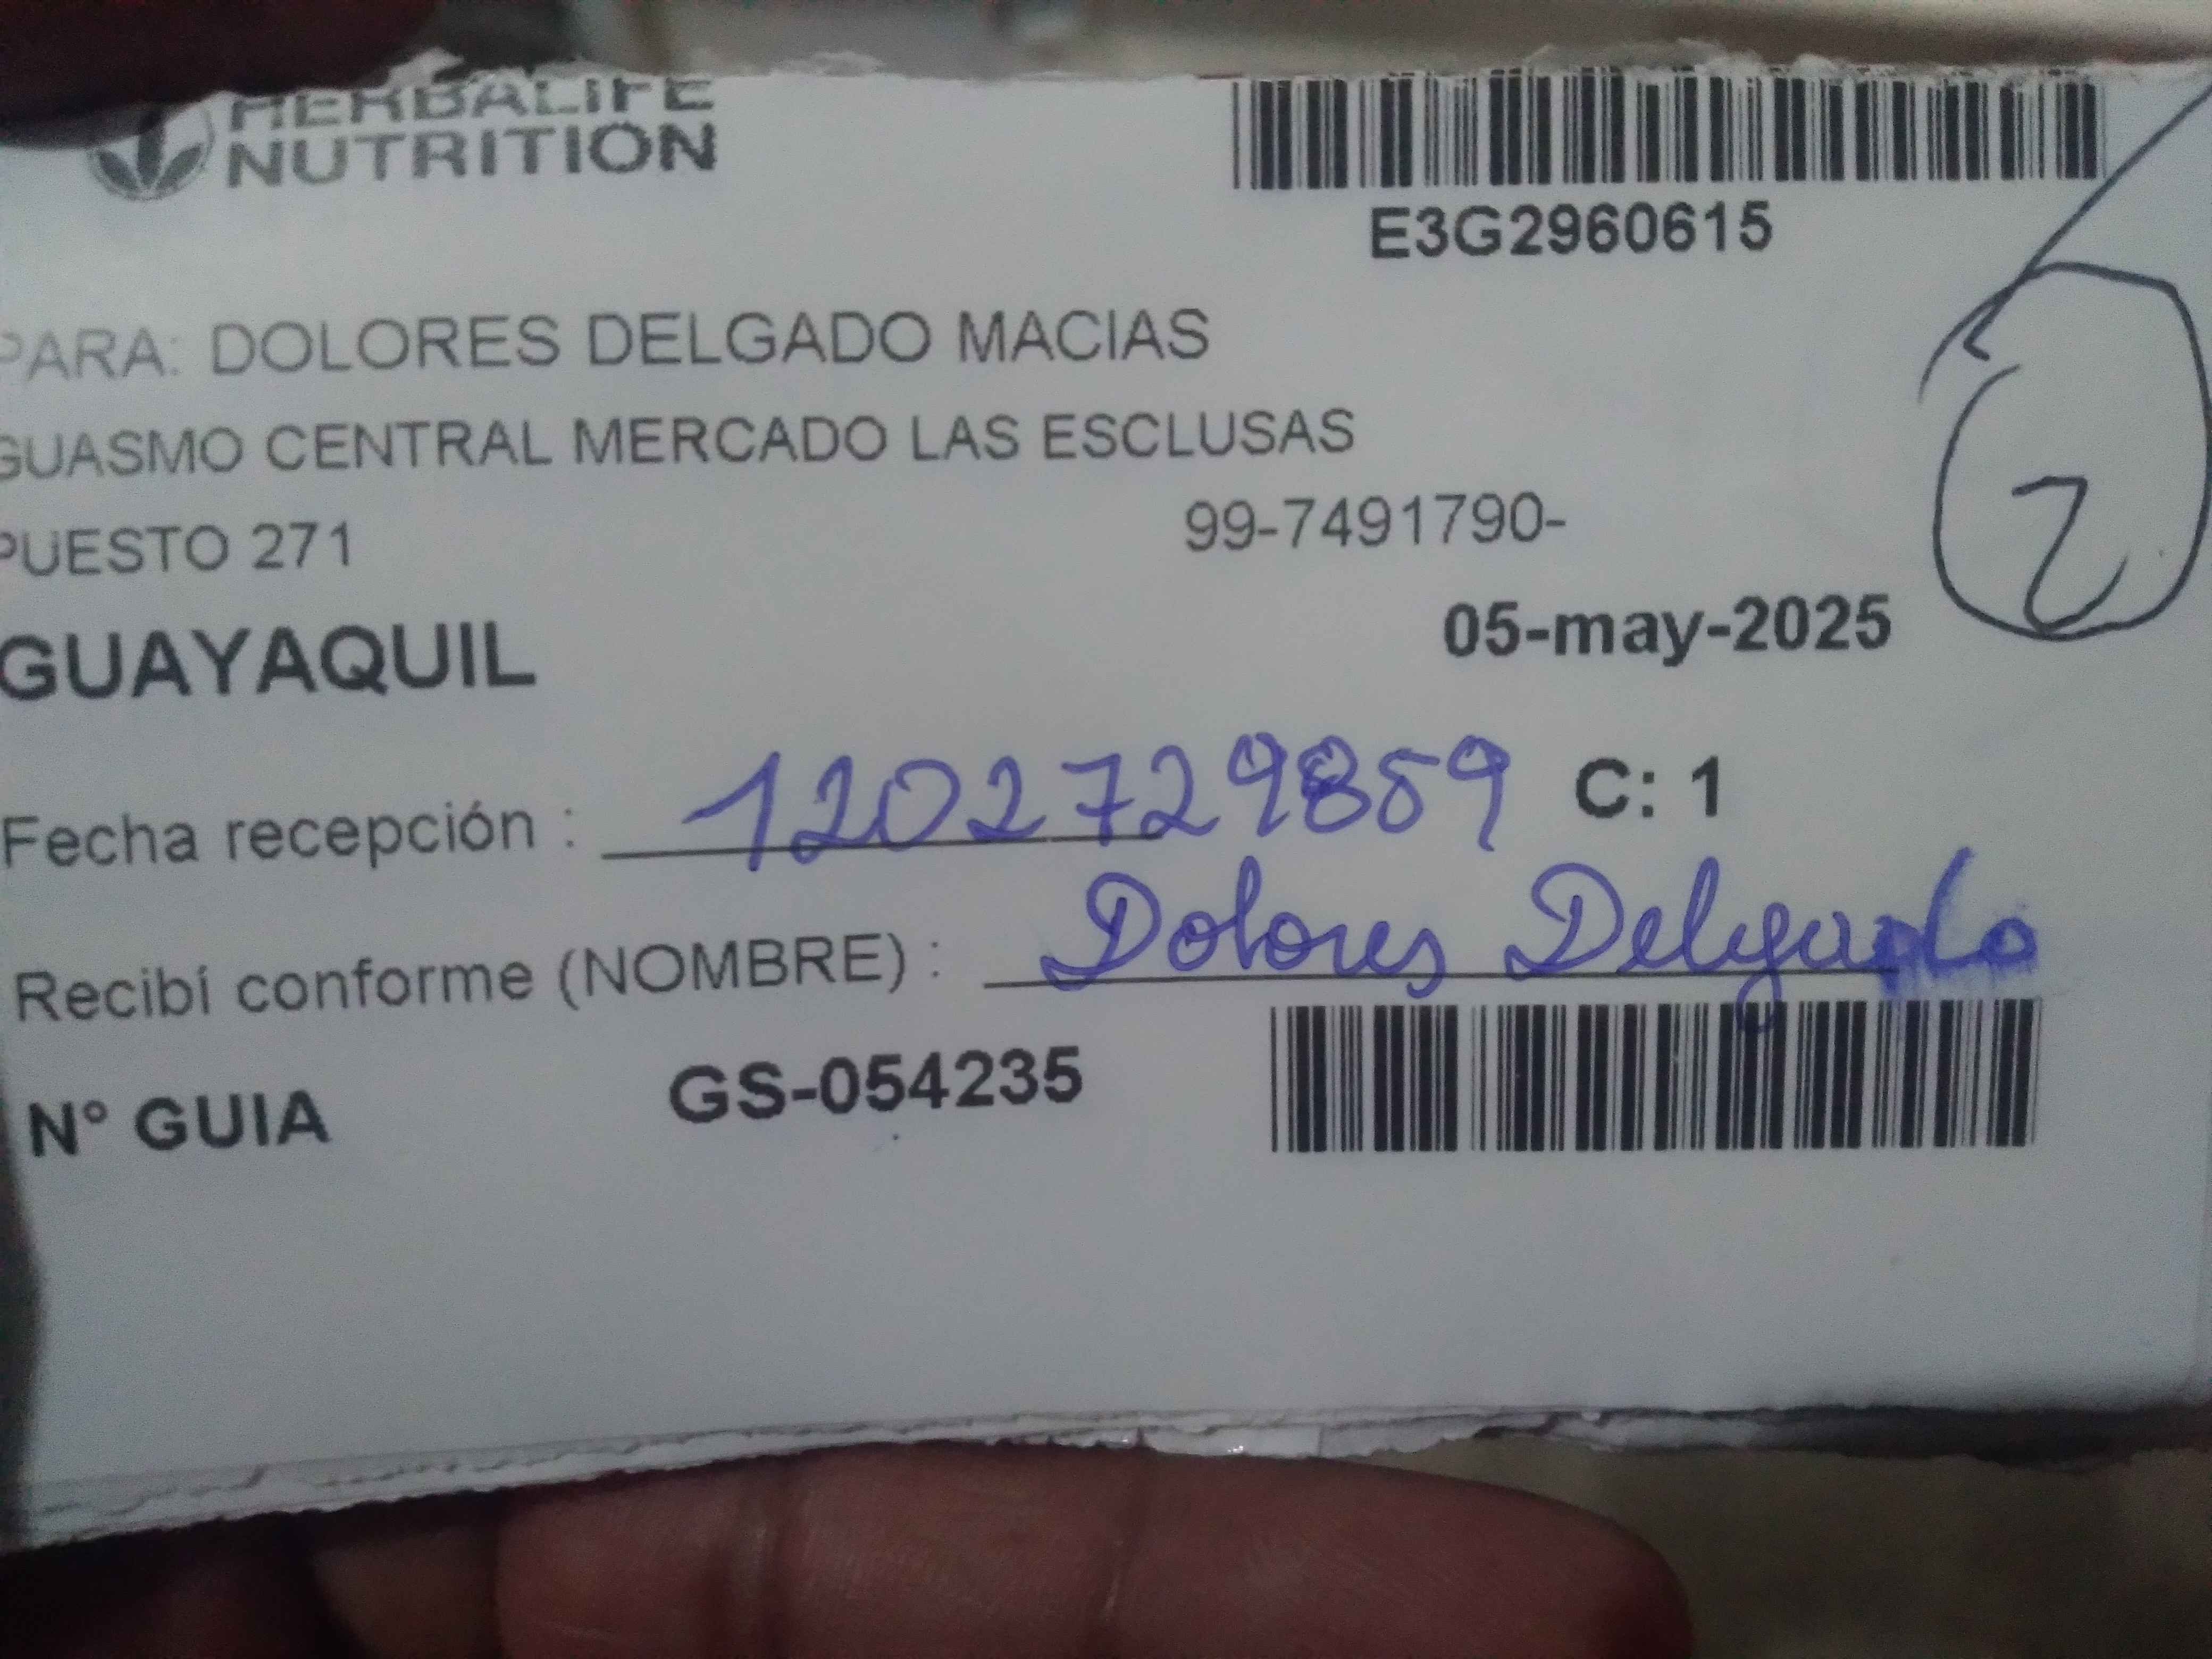 HERBALIFE
NUTRITION
E3G2960615
PARA: DOLORES DELGADO MACIAS
GUASMO CENTRAL MERCADO LAS ESCLUSAS
PUESTO 271
99-7491790-
2
05-may-2025
GUAYAQUIL
Fecha recepción : 1202729859 C: 1
Recibí conforme (NOMBRE) : Dolores Delgado
N° GUIA GS-054235